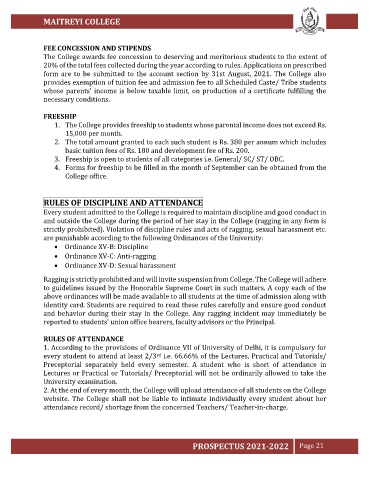 MAITREYI COLLEGE
FEE CONCESSION AND STIPENDS
The College awards fee concession to deserving and meritorious students to the extent of
20% of the total fees collected during the year according to rules. Applications on prescribed
form are to be submitted to the account section by 31st August, 2021. The College also
provides exemption of tuition fee and admission fee to all Scheduled Caste/ Tribe students
whose parents' income is below taxable limit, on production of a certificate fulfilling the
necessary conditions.
FREESHIP
1. The College provides freeship to students whose parental income does not exceed Rs.
15,000 per month.
2. The total amount granted to each such student is Rs. 380 per annum which includes
basic tuition fees of Rs. 180 and development fee of Rs. 200.
3. Freeship is open to students of all categories i.e. General/ SC/ ST/ OBC.
4. Forms for freeship to be filled in the month of September can be obtained from the
College office.
RULES OF DISCIPLINE AND ATTENDANCE
Every student admitted to the College is required to maintain discipline and good conduct in
and outside the College during the period of her stay in the College (ragging in any form is
strictly prohibited). Violation of discipline rules and acts of ragging, sexual harassment etc.
are punishable according to the following Ordinances of the University:
• Ordinance XV-B: Discipline
• Ordinance XV-C: Anti-ragging
• Ordinance XV-D: Sexual harassment
Ragging is strictly prohibited and will invite suspension from College. The College will adhere
to guidelines issued by the Honorable Supreme Court in such matters. A copy each of the
above ordinances will be made available to all students at the time of admission along with
identity card. Students are required to read these rules carefully and ensure good conduct
and behavior during their stay in the College. Any ragging incident may immediately be
reported to students' union office bearers, faculty advisors or the Principal.
RULES OF ATTENDANCE
1. According to the provisions of Ordinance VII of University of Delhi, it is compulsory for
every student to attend at least 2/3rd i.e. 66.66% of the Lectures, Practical and Tutorials/
Preceptorial separately held every semester. A student who is short of attendance in
Lectures or Practical or Tutorials/ Preceptorial will not be ordinarily allowed to take the
University examination.
2. At the end of every month, the College will upload attendance of all students on the College
website. The College shall not be liable to intimate individually every student about her
attendance record/ shortage from the concerned Teachers/ Teacher-in-charge.
PROSPECTUS 2021-2022 Page 21